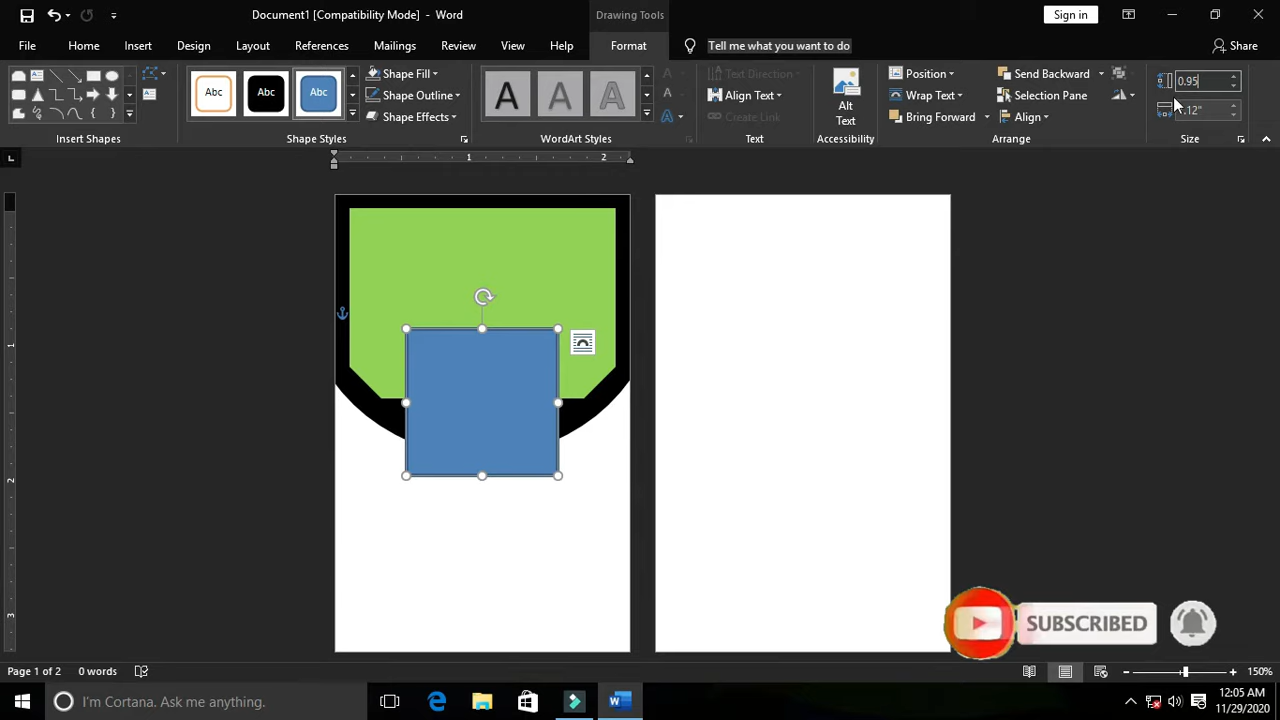 Document1 [Compatibility Mode] - Word
Drawing Tools
Sign in
File Home Insert Design Layout References Mailings Review View Help Format Tell me what you want to do Share
Abc Abc Abc
Shape Fill
Shape Outline
Shape Effects
A A A
A
A
A
Text Direction
Align Text
Create Link
Alt
Text
Position
Wrap Text
Bring Forward
Send Backward
Selection Pane
Align
0.95
.12"
Insert Shapes Shape Styles WordArt Styles Accessibility Arrange Size
1 2
1
2
3
SUBSCRIBED
Page 1 of 2 0 words 150%
I'm Cortana. Ask me anything.
12:05 AM
11/29/2020